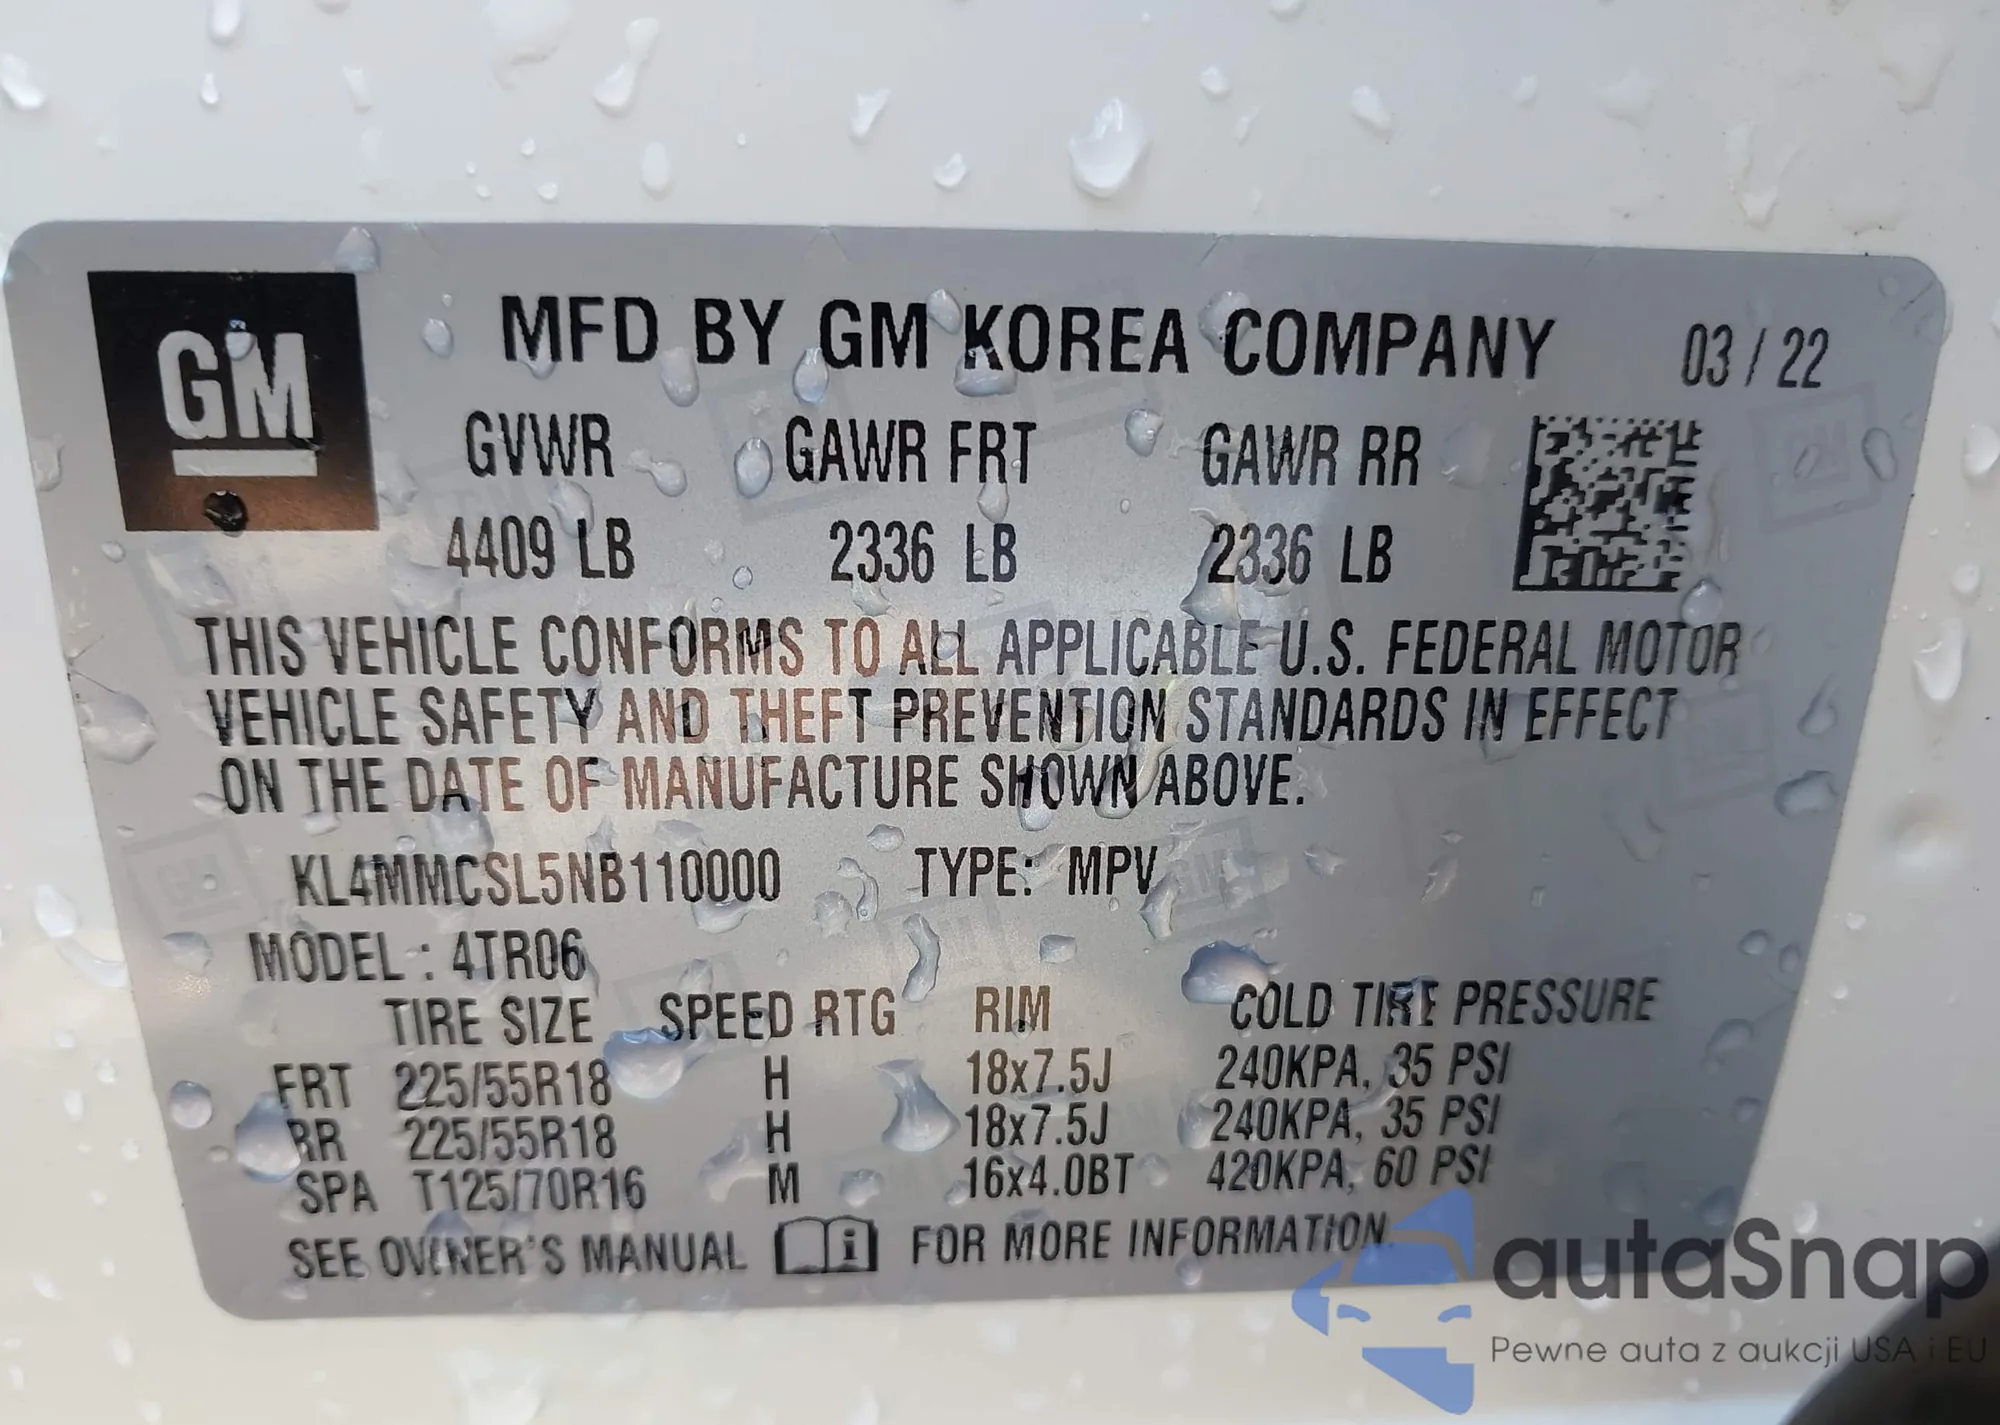 GM
MFD BY GM KOREA COMPANY 03 / 22
GVWR GAWR FRT GAWR RR
4409 LB 2336 LB 2336 LB
THIS VEHICLE CONFORMS TO ALL APPLICABLE U.S. FEDERAL MOTOR
VEHICLE SAFETY AND THEFT PREVENTION STANDARDS IN EFFECT
ON THE DATE OF MANUFACTURE SHOWN ABOVE.
KL4MMCSL5NB110000 TYPE: MPV
MODEL : 4TR06
TIRE SIZE SPEED RTG RIM COLD TIRE PRESSURE
FRT 225/55R18 H 18x7.5J 240KPA, 35 PSI
RR 225/55R18 H 18x7.5J 240KPA, 35 PSI
SPA T125/70R16 M 16x4.0BT 420KPA, 60 PSI
SEE OWNER'S MANUAL i FOR MORE INFORMATION.
autaSnap
Pewne auta z aukcji USA i EU